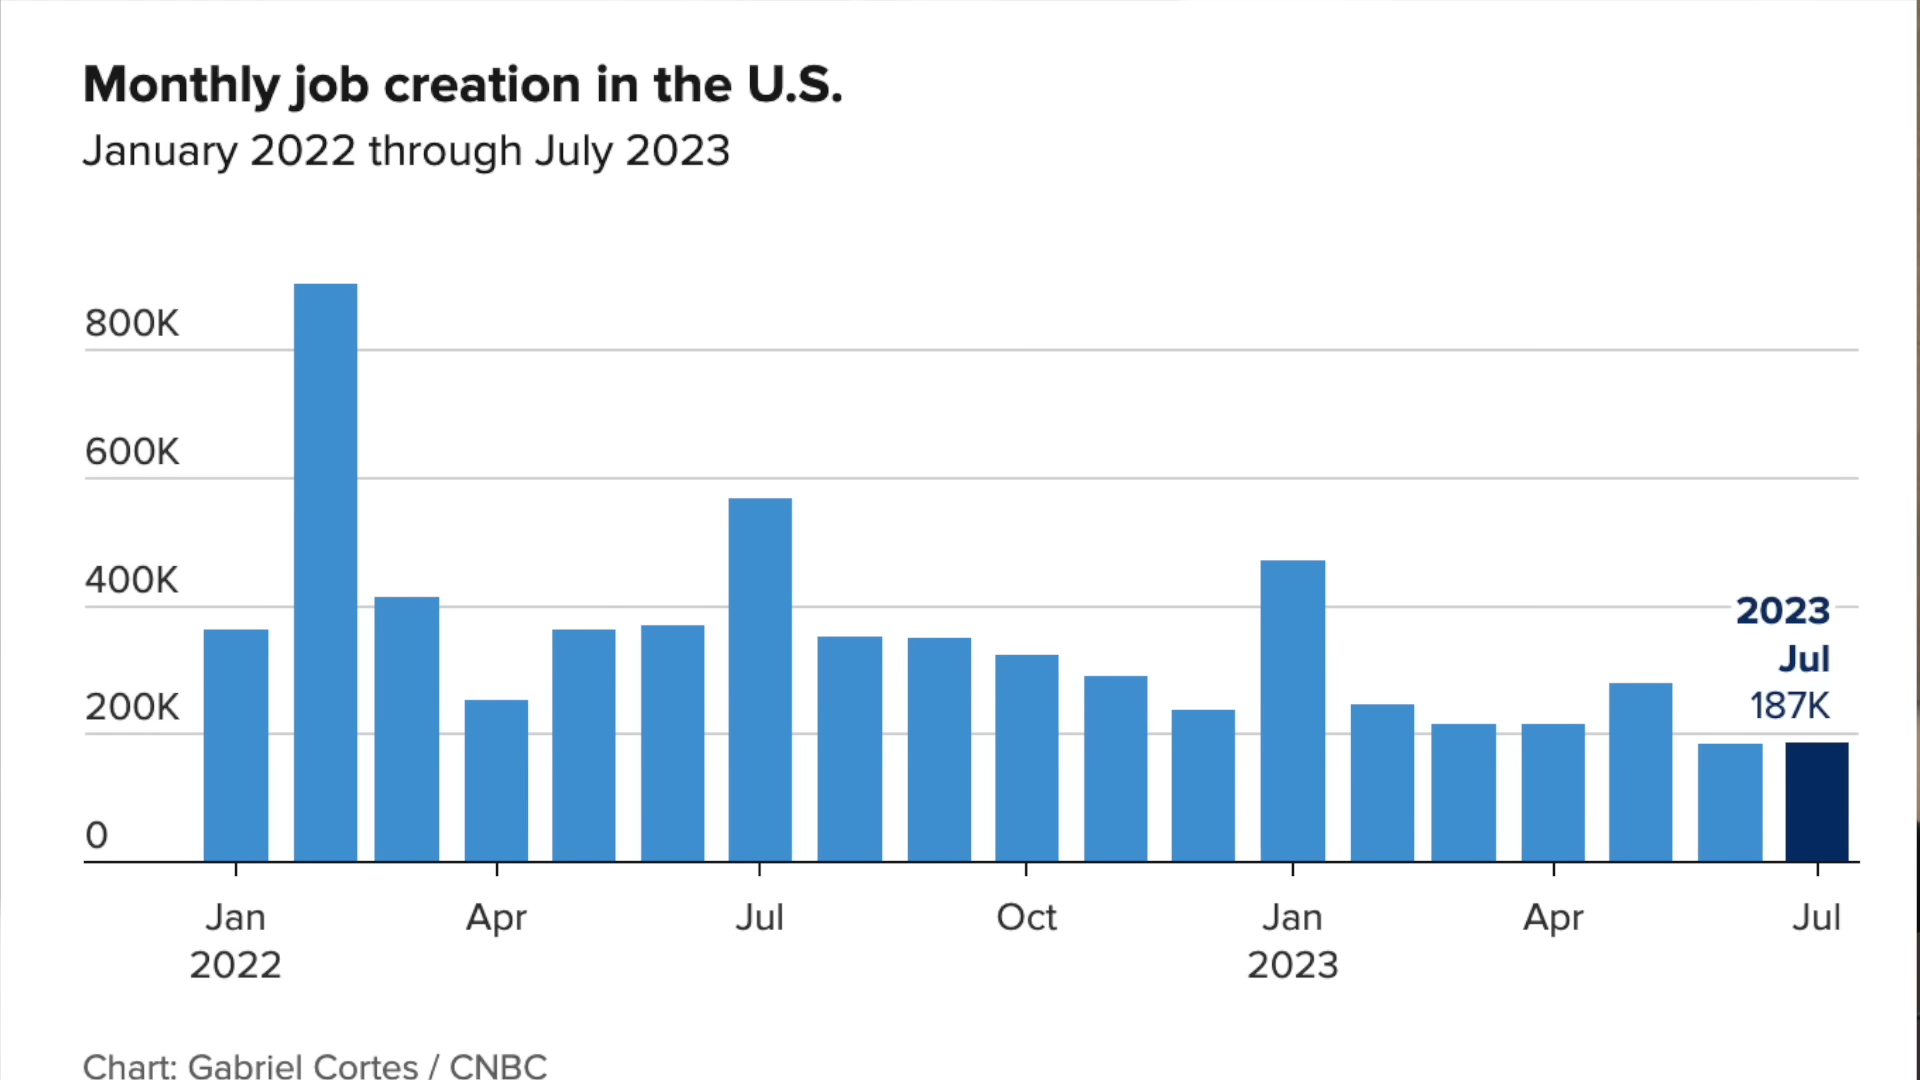 Monthly job creation in the U.S.
January 2022 through July 2023
800K
600K
400K
200K
0
2023
Jul
187K
Jan Apr Jul Oct Jan Apr Jul
2022 2023
Chart: Gabriel Cortes / CNBC